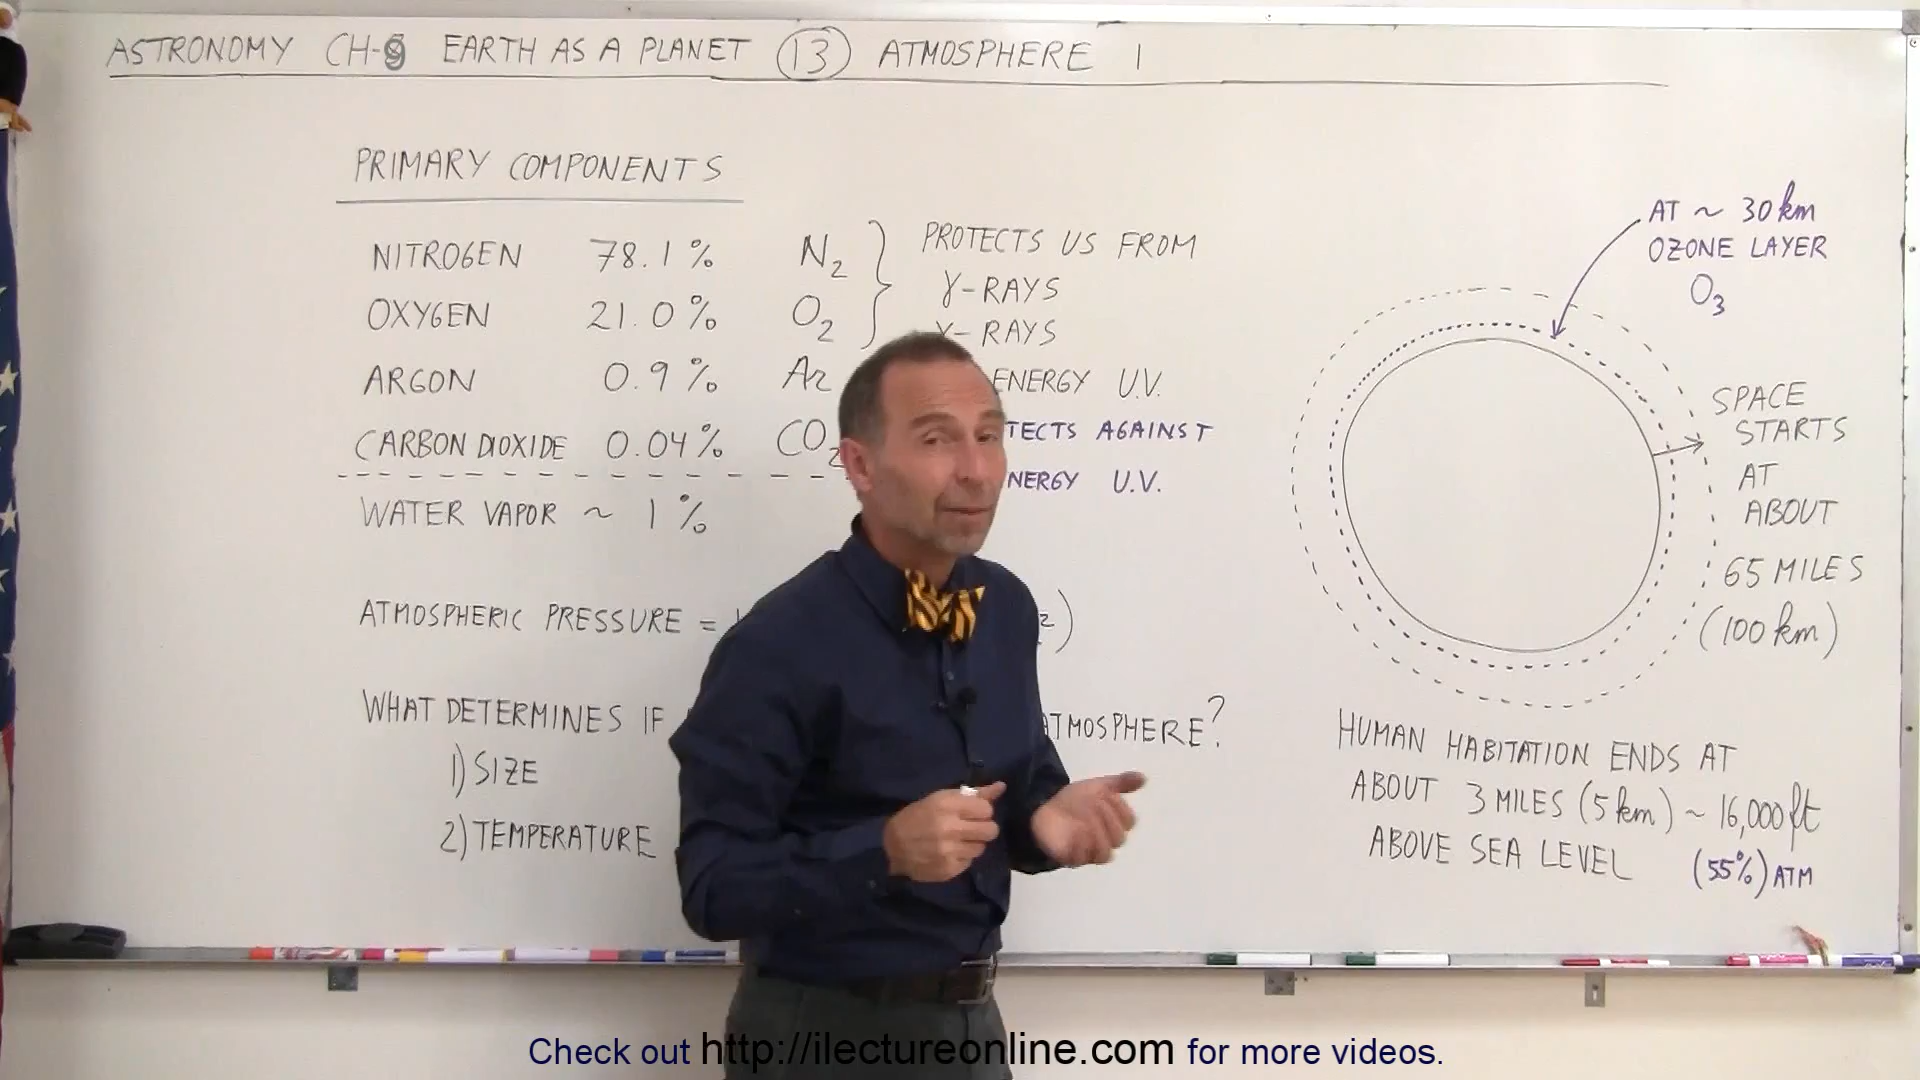 ASTRONOMY CH-9 EARTH AS A PLANET 13 ATMOSPHERE 1
PRIMARY COMPONENTS
NITROGEN 78.1% N2
OXYGEN 21.0% O2
ARGON 0.9% Ar
CARBON DIOXIDE 0.04% CO2
WATER VAPOR ~ 1%
PROTECTS US FROM
γ-RAYS
X-RAYS
ENERGY U.V.
AGAINST
U.V.
ATMOSPHERIC PRESSURE =
WHAT DETERMINES IF ATMOSPHERE?
1) SIZE
2) TEMPERATURE
AT ~ 30 km
OZONE LAYER
O3
SPACE
STARTS
AT
ABOUT
65 MILES
(100 km)
HUMAN HABITATION ENDS AT
ABOUT 3 MILES (5 km) ~ 16,000 ft
ABOVE SEA LEVEL (55%) ATM
Check out http://ilectureonline.com for more videos.